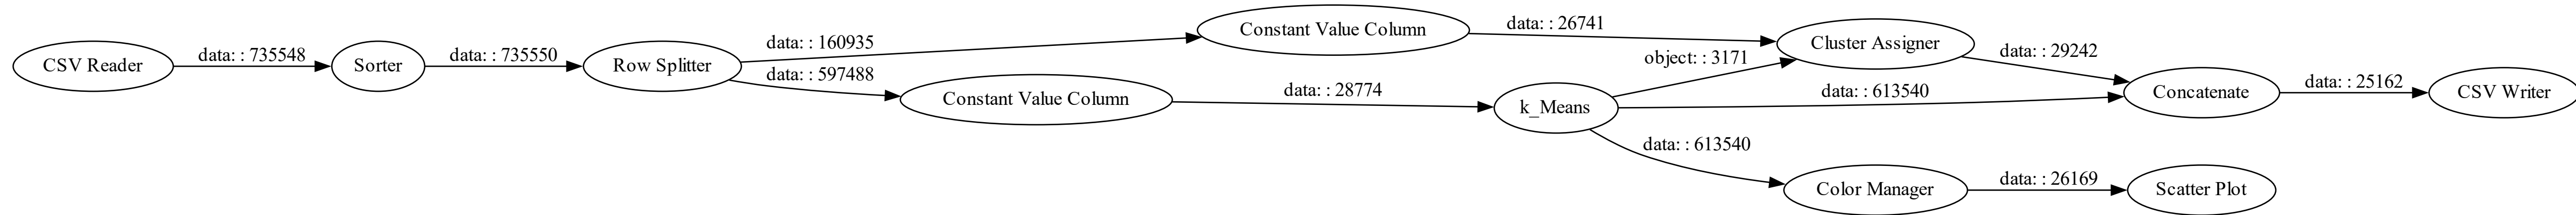 CSV Reader
data: : 735548
Sorter
data: : 735550
Row Splitter
data: : 160935
data: : 597488
Constant Value Column
data: : 26741
Constant Value Column
data: : 28774
k_Means
object: : 3171
data: : 613540
data: : 613540
Cluster Assigner
data: : 29242
Concatenate
data: : 25162
CSV Writer
Color Manager
data: : 26169
Scatter Plot